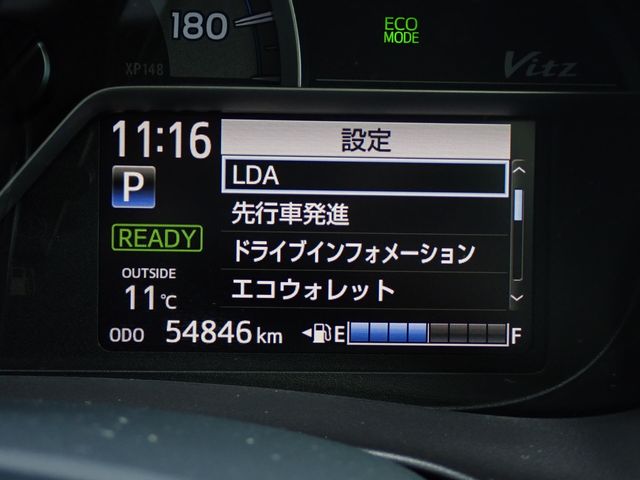 180
ECO
MODE
XP148
Vitz
11:16
設定
P
LDA
先行車発進
READY
ドライブインフォメーション
OUTSIDE
11℃
エコウォレット
ODO 54846 km
E
F